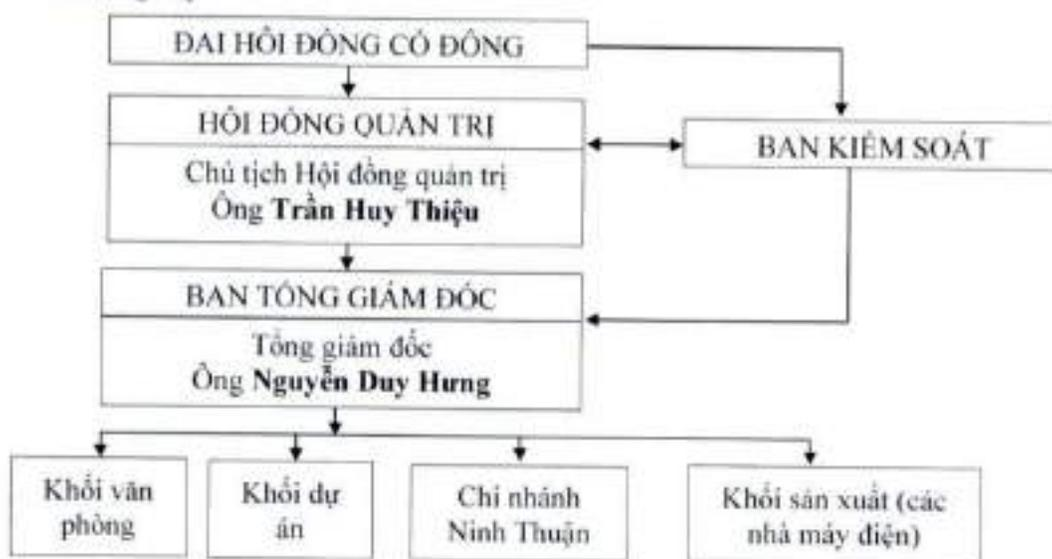 ĐẠI HỘI ĐỒNG CỔ ĐÔNG
HỘI ĐỒNG QUẢN TRỊ
BAN KIỂM SOÁT
Chủ tịch Hội đồng quản trị
Ông Trần Huy Thiệu
BAN TỔNG GIÁM ĐỐC
Tổng giám đốc
Ông Nguyễn Duy Hưng
Khối văn
phòng
Khối dự
án
Chi nhánh
Ninh Thuận
Khối sản xuất (các
nhà máy điện)